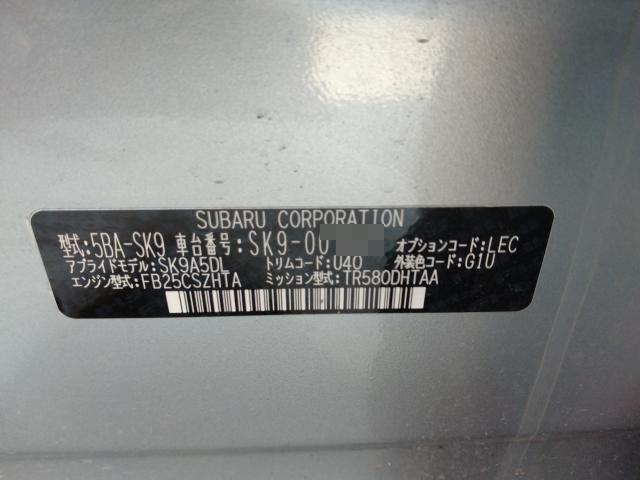 SUBARU CORPORATION
型式:5BA-SK9 車台番号:SK9-00 オプションコード:LEC
アプライドモデル:SK9A5DL トリムコード:U40 外装色コード:G1U
エンジン型式:FB25CSZHTA ミッション型式:TR580DHTAA